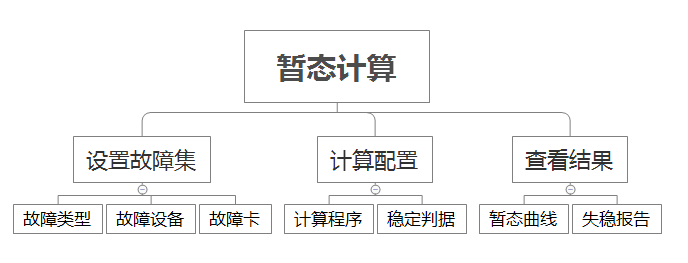 暂态计算
设置故障集
计算配置
查看结果
故障类型
故障设备
故障卡
计算程序
稳定判据
暂态曲线
失稳报告